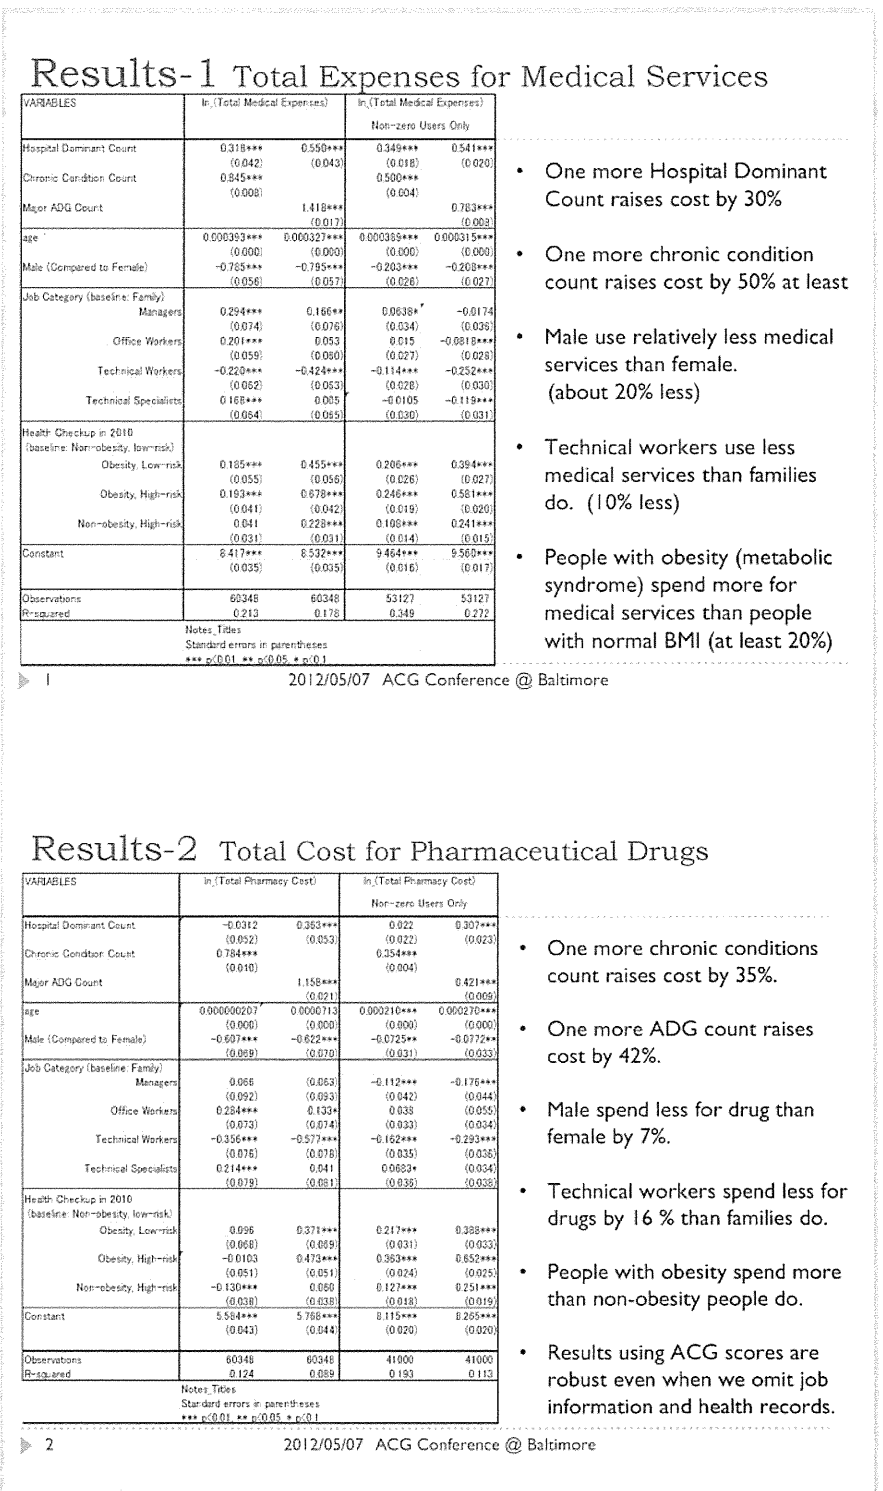 Results-1 Total Expenses for Medical Services
VARIABLES ln_(Total Medical Expenses) ln_(Total Medical Expenses)
Non-zero Users Only
Hospital Dominant Count 0.318*** 0.550*** 0.349*** 0.541***
(0.042) (0.043) (0.018) (0.020)
Chronic Condition Count 0.845*** 0.500***
(0.008) (0.004)
Major ADG Count 1.418*** 0.783***
(0.017) (0.008)
age 0.000393*** 0.000327*** 0.000389*** 0.000315***
(0.000) (0.000) (0.000) (0.000)
Male (Compared to Female) -0.785*** -0.795*** -0.203*** -0.208***
(0.056) (0.057) (0.026) (0.027)
Job Category (baseline: Family)
Managers 0.294*** 0.166** 0.0638* -0.0174
(0.074) (0.076) (0.034) (0.036)
Office Workers 0.201*** 0.053 0.015 -0.0818***
(0.059) (0.060) (0.027) (0.028)
Technical Workers -0.220*** -0.424*** -0.114*** -0.252***
(0.062) (0.063) (0.028) (0.030)
Technical Specialists 0.168*** 0.005 -0.0105 -0.119***
(0.064) (0.065) (0.030) (0.031)
Health Checkup in 2010
(baseline: Non-obesity, low-risk)
Obesity, Low-risk 0.185*** 0.455*** 0.206*** 0.394***
(0.055) (0.056) (0.026) (0.027)
Obesity, High-risk 0.193*** 0.678*** 0.246*** 0.581***
(0.041) (0.042) (0.019) (0.020)
Non-obesity, High-risk 0.041 0.228*** 0.108*** 0.241***
(0.031) (0.031) (0.014) (0.015)
Constant 8.417*** 8.532*** 9.464*** 9.560***
(0.035) (0.035) (0.016) (0.017)
Observations 60348 60348 53127 53127
R-squared 0.213 0.178 0.349 0.272
Notes_Titles
Standard errors in parentheses
*** p<0.01, ** p<0.05, * p<0.1
• One more Hospital Dominant
Count raises cost by 30%
• One more chronic condition
count raises cost by 50% at least
• Male use relatively less medical
services than female.
(about 20% less)
• Technical workers use less
medical services than families
do. (10% less)
• People with obesity (metabolic
syndrome) spend more for
medical services than people
with normal BMI (at least 20%)
1 2012/05/07 ACG Conference @ Baltimore
Results-2 Total Cost for Pharmaceutical Drugs
VARIABLES ln_(Total Pharmacy Cost) ln_(Total Pharmacy Cost)
Non-zero Users Only
Hospital Dominant Count -0.0312 0.363*** 0.022 0.307***
(0.052) (0.053) (0.022) (0.023)
Chronic Condition Count 0.784*** 0.354***
(0.010) (0.004)
Major ADG Count 1.158*** 0.421***
(0.021) (0.009)
age 0.000000207 0.0000713 0.000210*** 0.000270***
(0.000) (0.000) (0.000) (0.000)
Male (Compared to Female) -0.607*** -0.622*** -0.0725** -0.0772**
(0.069) (0.070) (0.031) (0.033)
Job Category (baseline: Family)
Managers 0.066 (0.063) -0.112*** -0.176***
(0.092) (0.093) (0.042) (0.044)
Office Workers 0.284*** 0.133* 0.038 (0.055)
(0.073) (0.074) (0.033) (0.034)
Technical Workers -0.356*** -0.577*** -0.162*** -0.293***
(0.076) (0.078) (0.035) (0.036)
Technical Specialists 0.214*** 0.041 0.0683* (0.034)
(0.079) (0.081) (0.036) (0.038)
Health Checkup in 2010
(baseline: Non-obesity, low-risk)
Obesity, Low-risk 0.096 0.371*** 0.217*** 0.388***
(0.068) (0.069) (0.031) (0.033)
Obesity, High-risk -0.0103 0.473*** 0.363*** 0.652***
(0.051) (0.051) (0.024) (0.025)
Non-obesity, High-risk -0.130*** 0.060 0.127*** 0.251***
(0.038) (0.038) (0.018) (0.019)
Constant 5.584*** 5.768*** 8.115*** 8.265***
(0.043) (0.044) (0.020) (0.020)
Observations 60348 60348 41000 41000
R-squared 0.124 0.089 0.193 0.113
Notes_Titles
Standard errors in parentheses
*** p<0.01, ** p<0.05, * p<0.1
• One more chronic conditions
count raises cost by 35%.
• One more ADG count raises
cost by 42%.
• Male spend less for drug than
female by 7%.
• Technical workers spend less for
drugs by 16 % than families do.
• People with obesity spend more
than non-obesity people do.
• Results using ACG scores are
robust even when we omit job
information and health records.
2 2012/05/07 ACG Conference @ Baltimore